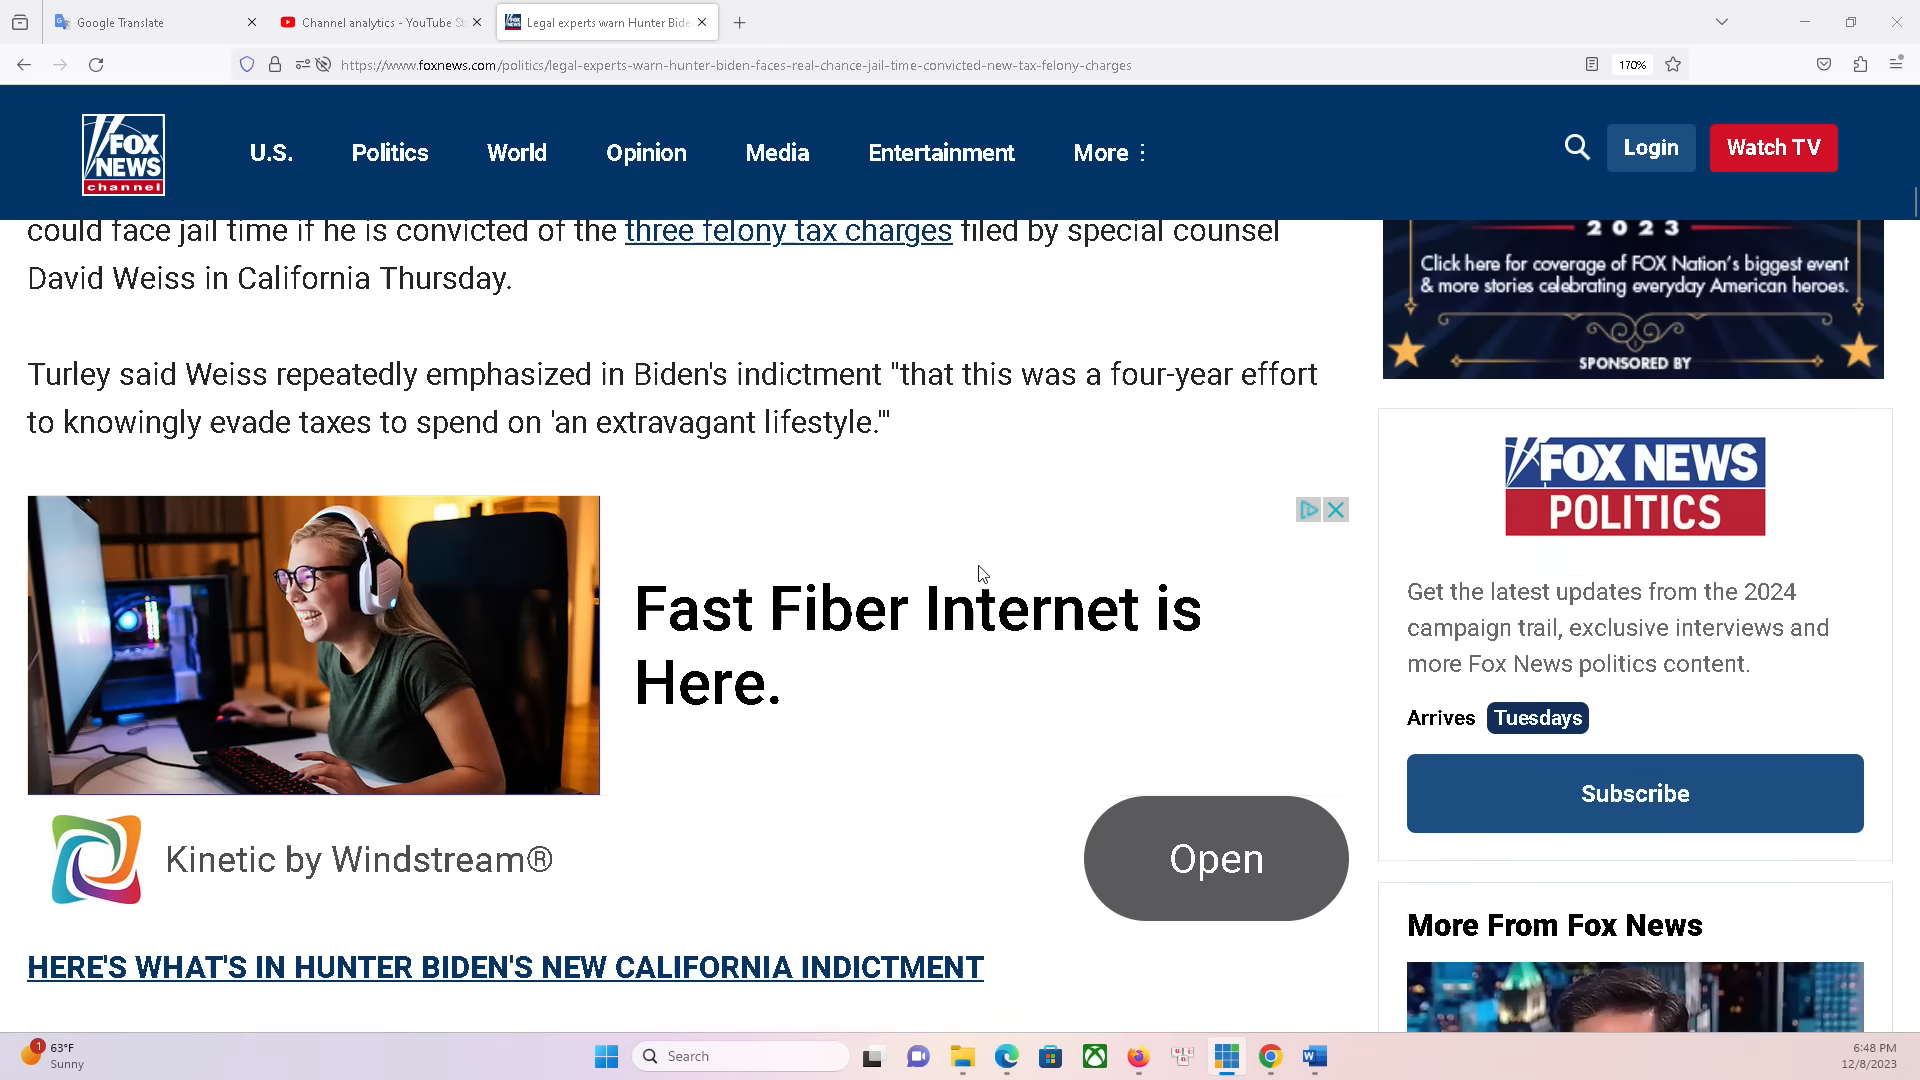 Google Translate
Channel analytics - YouTube St
Legal experts warn Hunter Bide
https://www.foxnews.com/politics/legal-experts-warn-hunter-biden-faces-real-chance-jail-time-convicted-new-tax-felony-charges
170%
FOX
NEWS
channel
U.S.
Politics
World
Opinion
Media
Entertainment
More
Login
Watch TV
could face jail time if he is convicted of the three felony tax charges filed by special counsel
David Weiss in California Thursday.
Turley said Weiss repeatedly emphasized in Biden's indictment "that this was a four-year effort
to knowingly evade taxes to spend on 'an extravagant lifestyle.'"
Fast Fiber Internet is
Here.
Kinetic by Windstream®
Open
HERE'S WHAT'S IN HUNTER BIDEN'S NEW CALIFORNIA INDICTMENT
2023
Click here for coverage of FOX Nation's biggest event
& more stories celebrating everyday American heroes.
SPONSORED BY
FOX NEWS
POLITICS
Get the latest updates from the 2024
campaign trail, exclusive interviews and
more Fox News politics content.
Arrives Tuesdays
Subscribe
More From Fox News
1
63°F
Sunny
Search
6:48 PM
12/8/2023